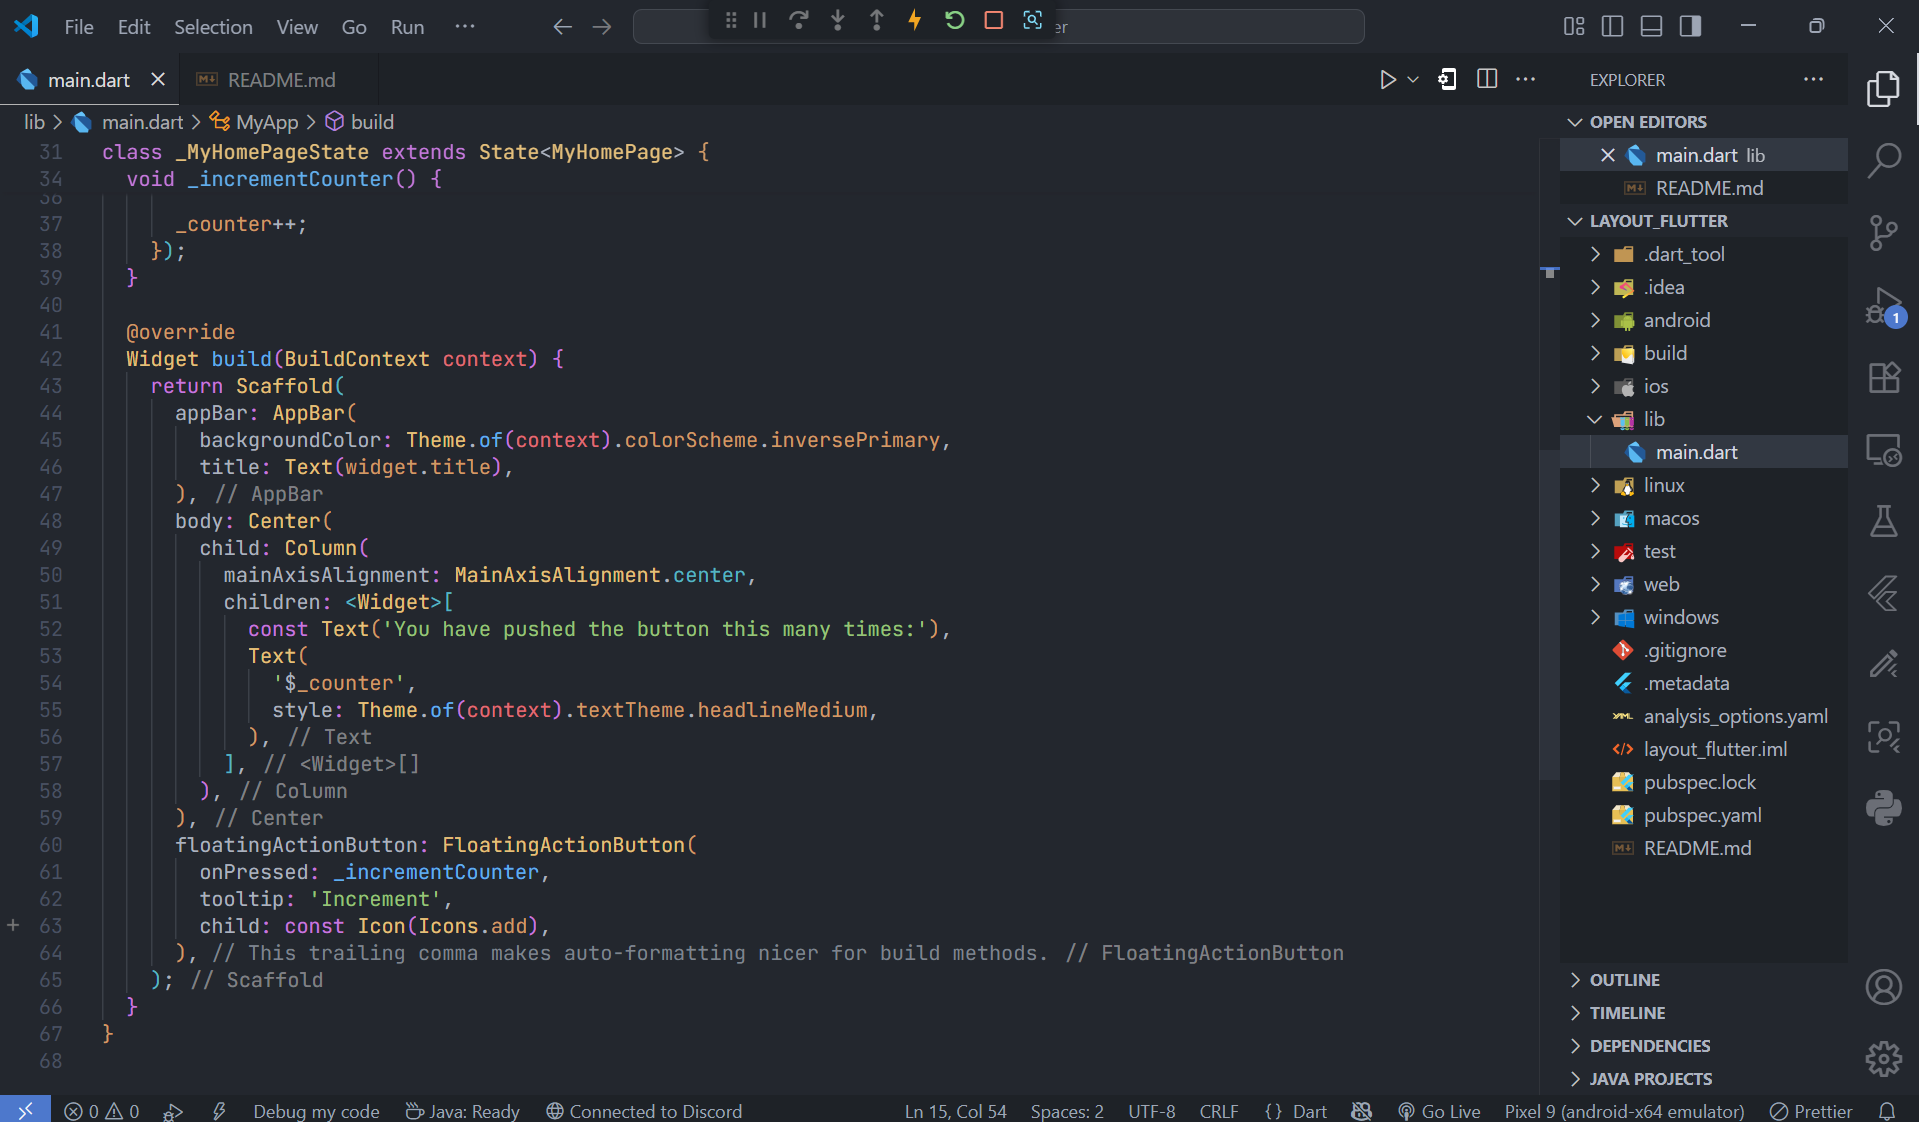 File Edit Selection View Go Run ··· er
main.dart README.md
lib > main.dart > MyApp > build
31 class _MyHomePageState extends State<MyHomePage> {
34 void _incrementCounter() {
36
37 _counter++;
38 });
39 }
40
41 @override
42 Widget build(BuildContext context) {
43 return Scaffold(
44 appBar: AppBar(
45 backgroundColor: Theme.of(context).colorScheme.inversePrimary,
46 title: Text(widget.title),
47 ), // AppBar
48 body: Center(
49 child: Column(
50 mainAxisAlignment: MainAxisAlignment.center,
51 children: <Widget>[
52 const Text('You have pushed the button this many times:'),
53 Text(
54 '$_counter',
55 style: Theme.of(context).textTheme.headlineMedium,
56 ), // Text
57 ], // <Widget>[]
58 ), // Column
59 ), // Center
60 floatingActionButton: FloatingActionButton(
61 onPressed: _incrementCounter,
62 tooltip: 'Increment',
63 child: const Icon(Icons.add),
64 ), // This trailing comma makes auto-formatting nicer for build methods. // FloatingActionButton
65 ); // Scaffold
66 }
67 }
68
EXPLORER
OPEN EDITORS
main.dart lib
README.md
LAYOUT_FLUTTER
.dart_tool
.idea
android
build
ios
lib
main.dart
linux
macos
test
web
windows
.gitignore
.metadata
analysis_options.yaml
layout_flutter.iml
pubspec.lock
pubspec.yaml
README.md
OUTLINE
TIMELINE
DEPENDENCIES
JAVA PROJECTS
1
0 0 Debug my code Java: Ready Connected to Discord Ln 15, Col 54 Spaces: 2 UTF-8 CRLF {} Dart Go Live Pixel 9 (android-x64 emulator) Prettier